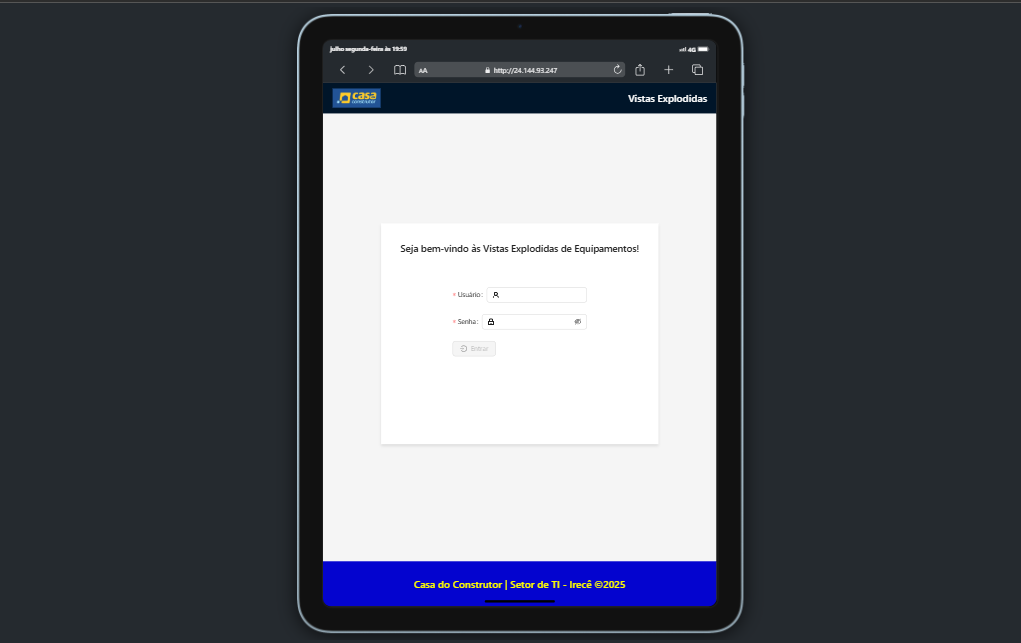 julho segunda-feira às 19:59
4G
AA
http://24.144.93.247
casa
construtor
Vistas Explodidas
Seja bem-vindo às Vistas Explodidas de Equipamentos!
* Usuário:
* Senha:
Entrar
Casa do Construtor | Setor de TI - Irecê ©2025